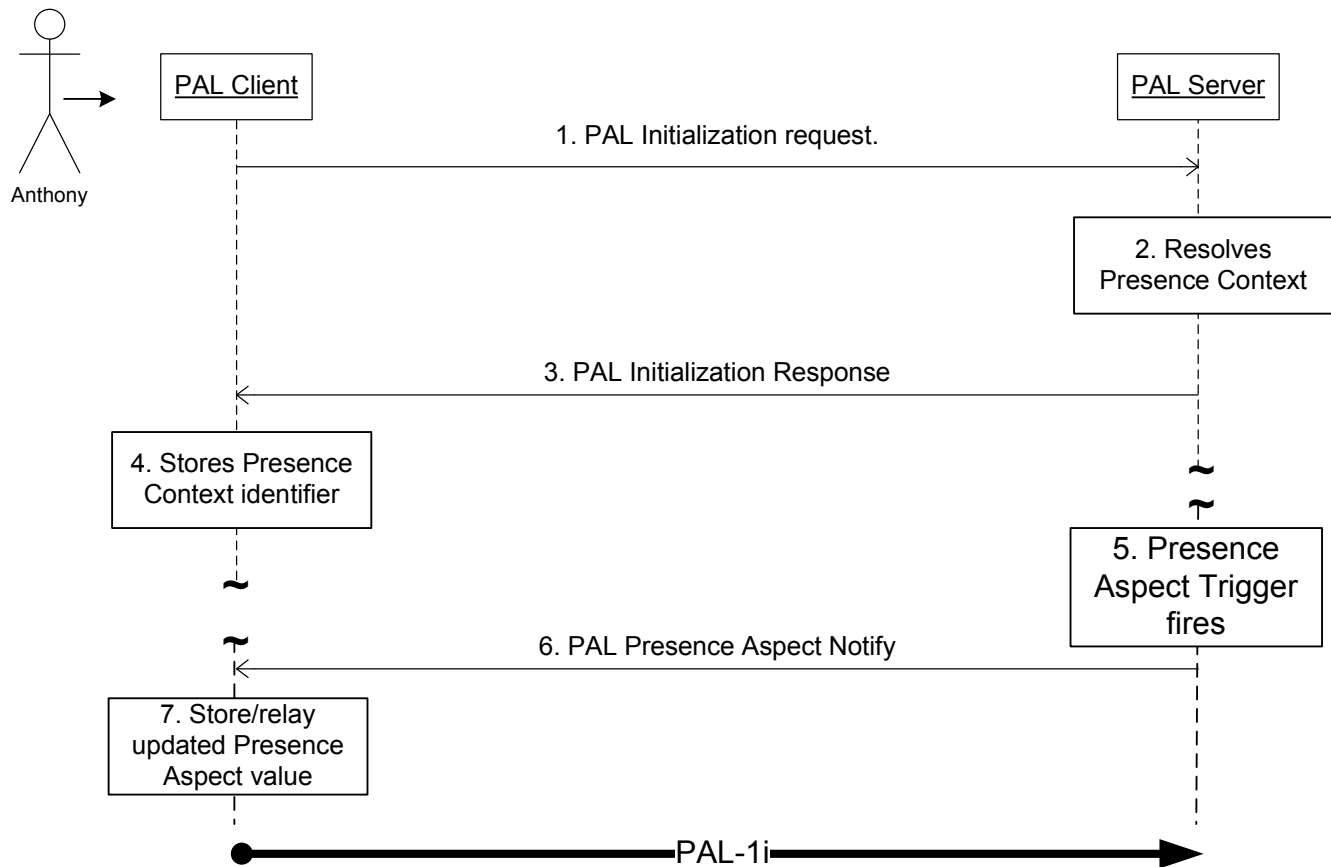 PAL Client
PAL Server
1. PAL Initialization request.
Anthony
2. Resolves
Presence Context
3. PAL Initialization Response
4. Stores Presence
Context identifier
~
~
5. Presence
Aspect Trigger
fires
~
~
6. PAL Presence Aspect Notify
7. Store/relay
updated Presence
Aspect value
PAL-1i